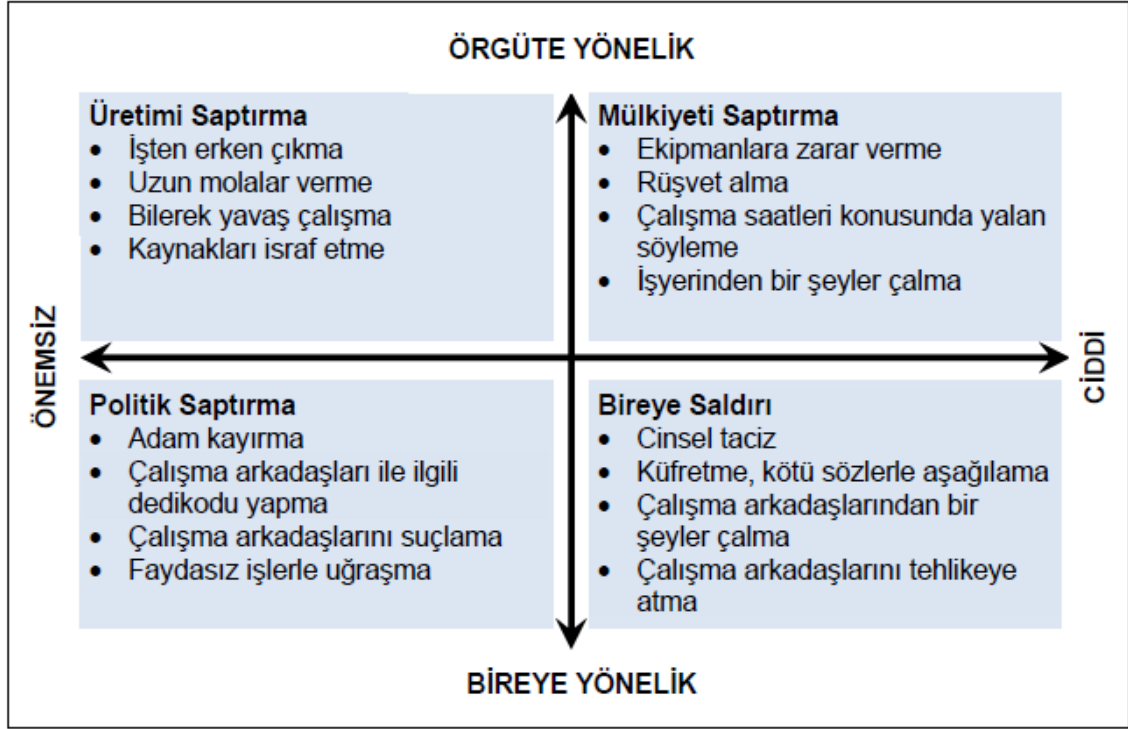 ÖRGÜTE YÖNELİK
Üretimi Saptırma
• İşten erken çıkma
• Uzun molalar verme
• Bilerek yavaş çalışma
• Kaynakları israf etme
Mülkiyeti Saptırma
• Ekipmanlara zarar verme
• Rüşvet alma
• Çalışma saatleri konusunda yalan
söyleme
• İşyerinden bir şeyler çalma
ÖNEMSİZ
CİDDİ
Politik Saptırma
• Adam kayırma
• Çalışma arkadaşları ile ilgili
dedikodu yapma
• Çalışma arkadaşlarını suçlama
• Faydasız işlerle uğraşma
Bireye Saldırı
• Cinsel taciz
• Küfretme, kötü sözlerle aşağılama
• Çalışma arkadaşlarından bir
şeyler çalma
• Çalışma arkadaşlarını tehlikeye
atma
BİREYE YÖNELİK